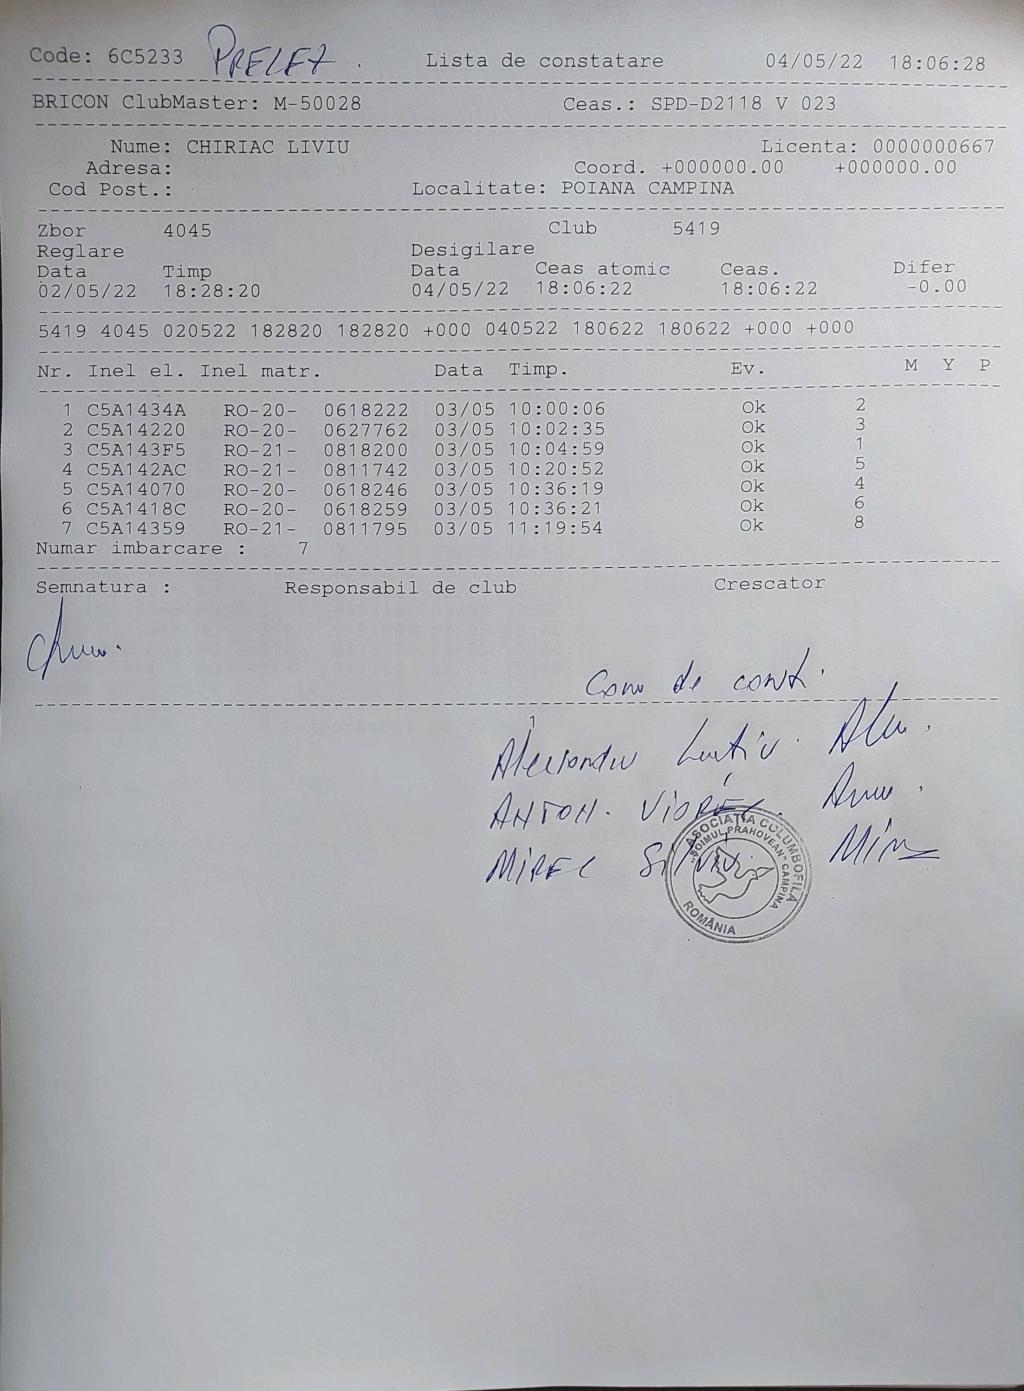 Code: 6C5233 PRELEZ. Lista de constatare 04/05/22 18:06:28
BRICON ClubMaster: M-50028 Ceas.: SPD-D2118 V 023
Nume: CHIRIAC LIVIU Licenta: 0000000667
Adresa: Coord. +000000.00 +000000.00
Cod Post.: Localitate: POIANA CAMPINA
Zbor 4045 Club 5419
Reglare Desigilare
Data Timp Data Ceas atomic Ceas. Difer
02/05/22 18:28:20 04/05/22 18:06:22 18:06:22 -0.00
5419 4045 020522 182820 182820 +000 040522 180622 180622 +000 +000
Nr. Inel el. Inel matr. Data Timp. Ev. M Y P
1 C5A1434A RO-20- 0618222 03/05 10:00:06 Ok 2
2 C5A14220 RO-20- 0627762 03/05 10:02:35 Ok 3
3 C5A143F5 RO-21- 0818200 03/05 10:04:59 Ok 1
4 C5A142AC RO-21- 0811742 03/05 10:20:52 Ok 5
5 C5A14070 RO-20- 0618246 03/05 10:36:19 Ok 4
6 C5A1418C RO-20- 0618259 03/05 10:36:21 Ok 6
7 C5A14359 RO-21- 0811795 03/05 11:19:54 Ok 8
Numar imbarcare : 7
Semnatura : Responsabil de club Crescator
Com de const.
Alexandru
ANTON. VIOREL.
MIREL SILVIU.
ASOCIAȚIA COLUMBOFILĂ
"ȘOIMUL PRAHOVEAN" CAMPINA
ROMÂNIA